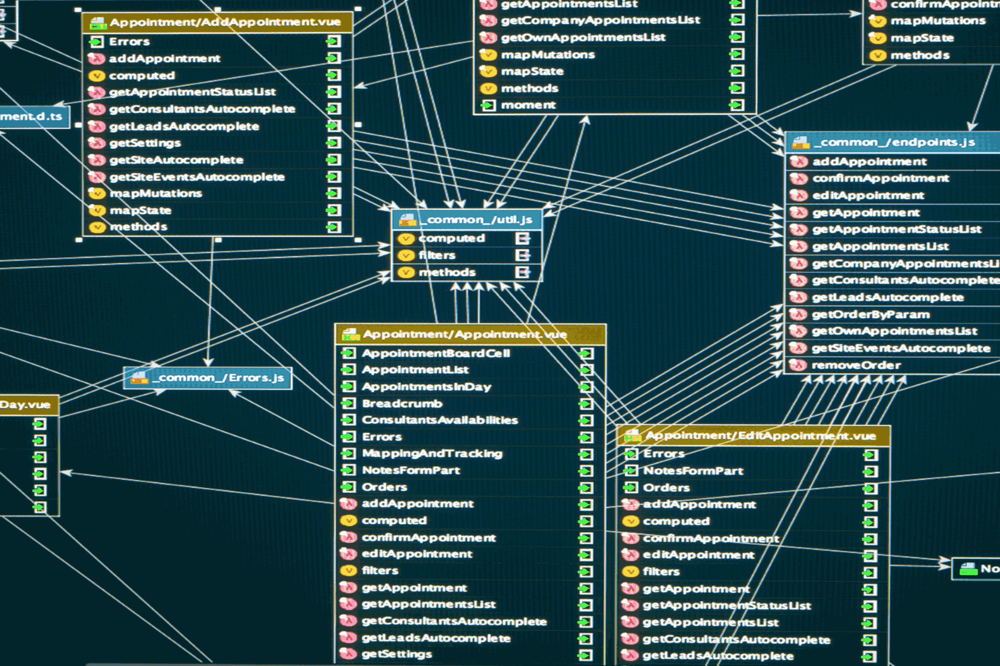 Appointment/AddAppointment.vue
Errors
addAppointment
computed
getAppointmentStatusList
getConsultantsAutocomplete
getLeadsAutocomplete
getSettings
getSiteAutocomplete
getSiteEventsAutocomplete
mapMutations
mapState
methods
getAppointmentsList
getCompanyAppointmentsList
getOwnAppointmentsList
mapMutations
mapState
methods
moment
confirmAppointm
mapMutations
mapState
methods
ment.d.ts
_common_/endpoints.js
addAppointment
confirmAppointment
editAppointment
getAppointment
getAppointmentStatusList
getAppointmentsList
getCompanyAppointmentsLi
getConsultantsAutocomplete
getLeadsAutocomplete
getOrderByParam
getOwnAppointmentsList
getSiteEventsAutocomplete
removeOrder
_common_/util.js
computed
filters
methods
_common_/Errors.js
Day.vue
Appointment/Appointment.vue
AppointmentBoardCell
AppointmentList
AppointmentsInDay
Breadcrumb
ConsultantsAvailabilities
Errors
MappingAndTracking
NotesFormPart
Orders
addAppointment
computed
confirmAppointment
editAppointment
filters
getAppointment
getAppointmentsList
getConsultantsAutocomplete
getLeadsAutocomplete
getSettings
Appointment/EditAppointment.vue
Errors
NotesFormPart
Orders
addAppointment
computed
confirmAppointment
editAppointment
filters
getAppointment
getAppointmentStatusList
getAppointmentsList
getConsultantsAutocomplete
getLeadsAutocomplete
No